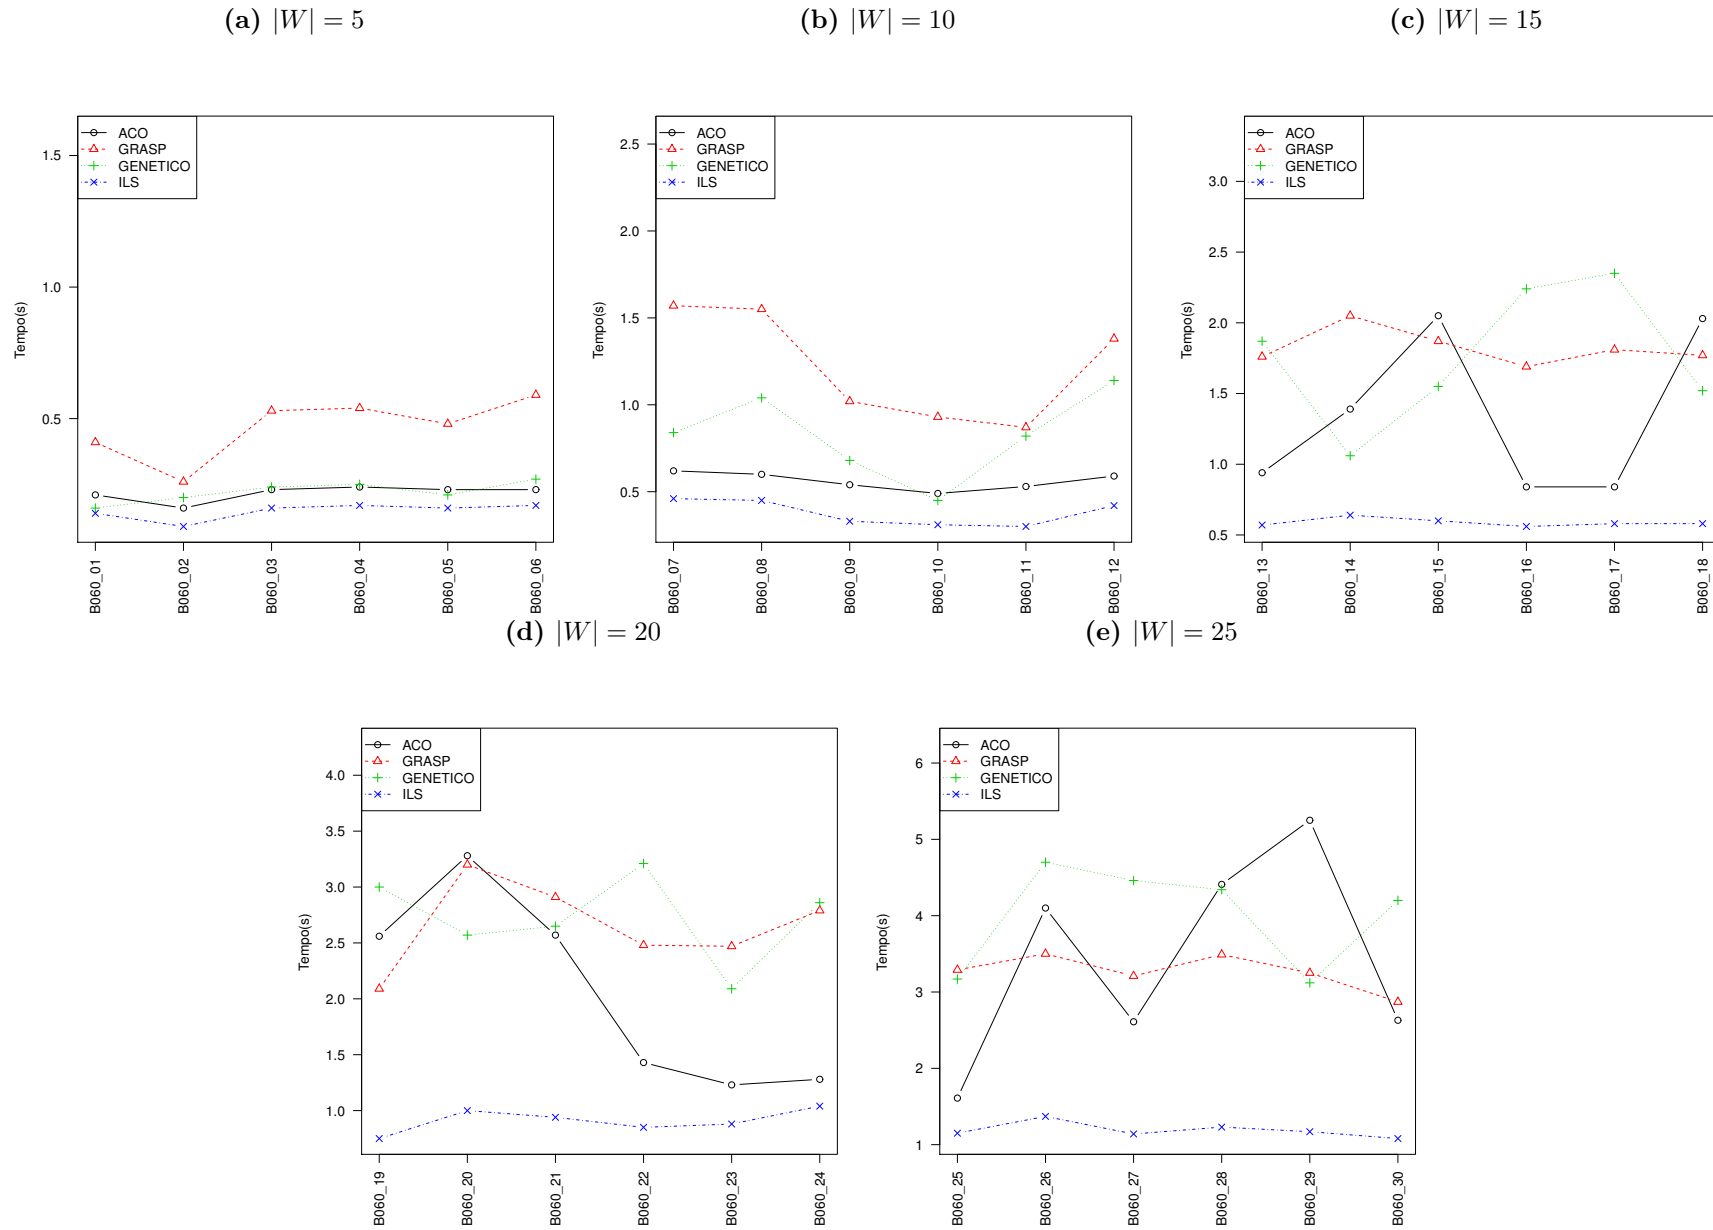 (a) |W| = 5
(b) |W| = 10
(c) |W| = 15
ACO
GRASP
GENETICO
ILS
1.5
1.0
0.5
Tempo(s)
B060_01
B060_02
B060_03
B060_04
B060_05
B060_06
ACO
GRASP
GENETICO
ILS
2.5
2.0
1.5
1.0
0.5
Tempo(s)
B060_07
B060_08
B060_09
B060_10
B060_11
B060_12
ACO
GRASP
GENETICO
ILS
3.0
2.5
2.0
1.5
1.0
0.5
Tempo(s)
B060_13
B060_14
B060_15
B060_16
B060_17
B060_18
(d) |W| = 20
(e) |W| = 25
ACO
GRASP
GENETICO
ILS
4.0
3.5
3.0
2.5
2.0
1.5
1.0
Tempo(s)
B060_19
B060_20
B060_21
B060_22
B060_23
B060_24
ACO
GRASP
GENETICO
ILS
6
5
4
3
2
1
Tempo(s)
B060_25
B060_26
B060_27
B060_28
B060_29
B060_30